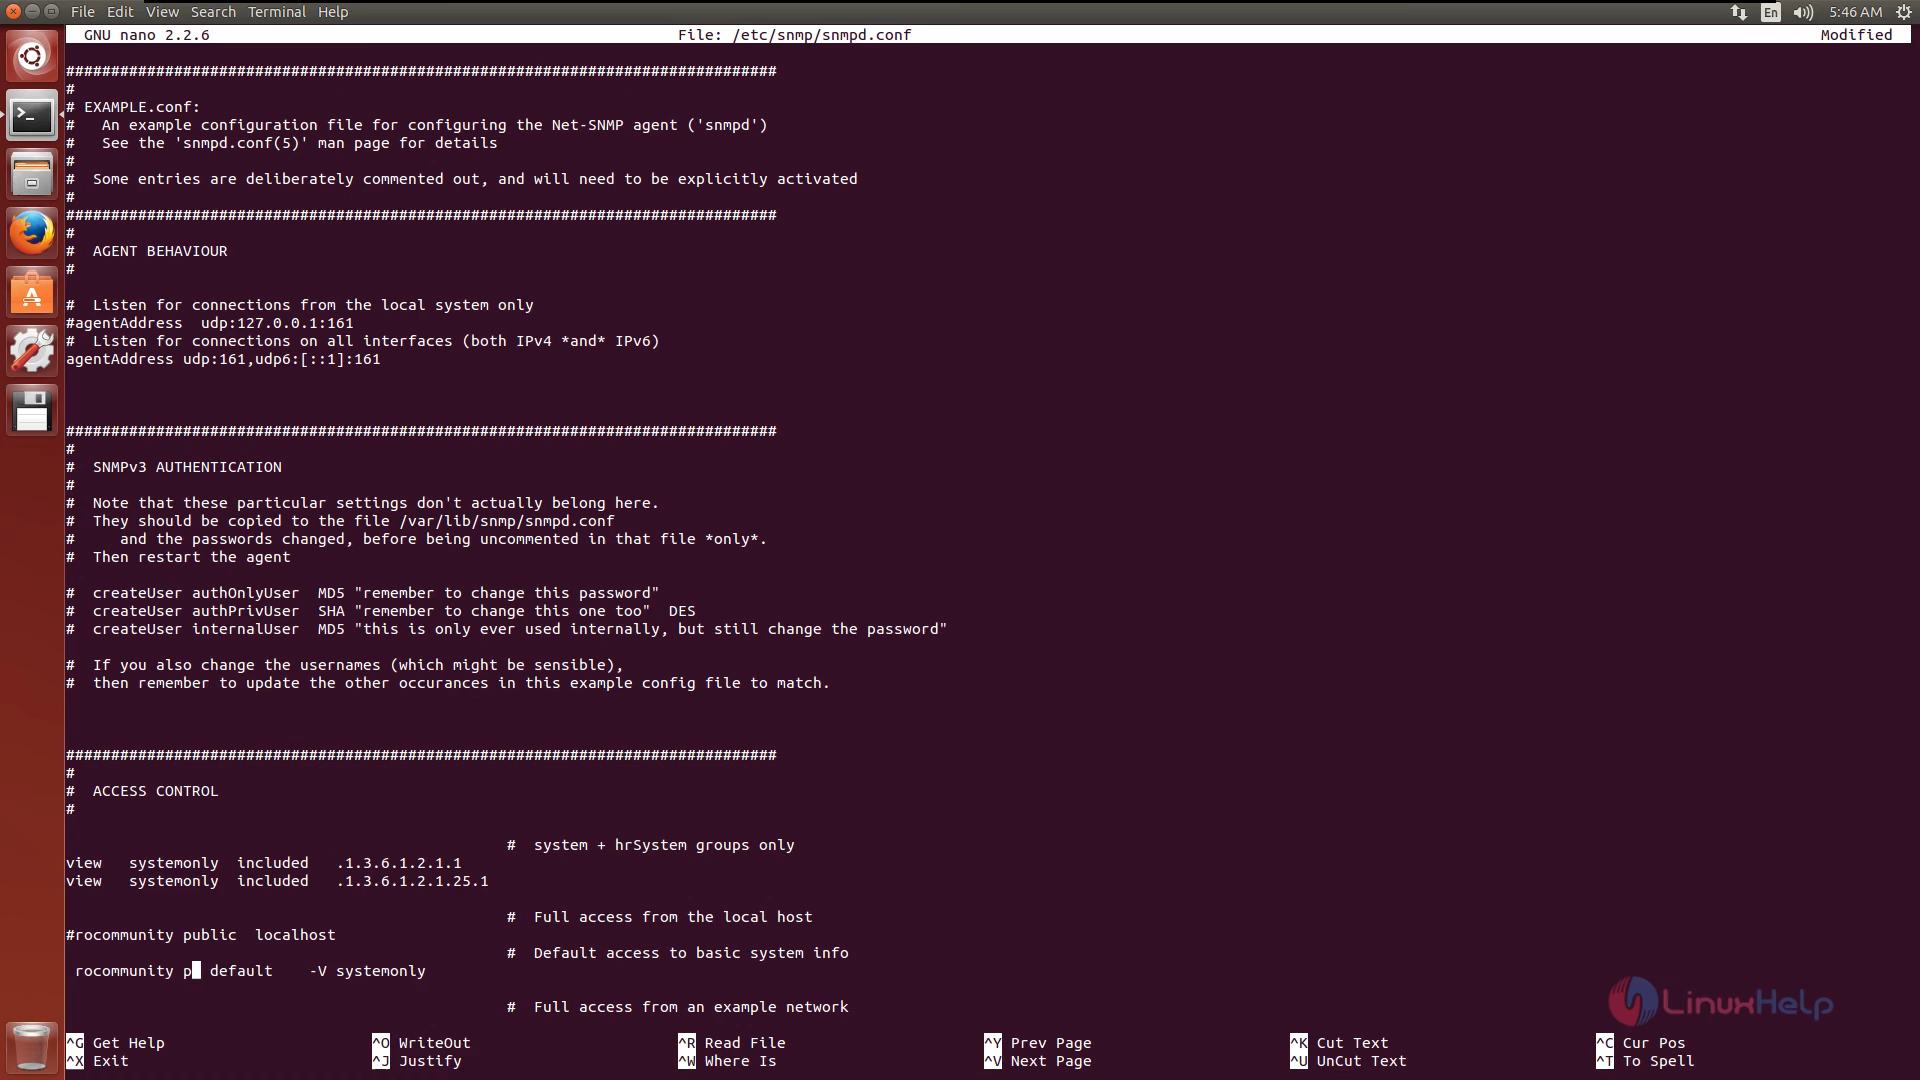 File Edit View Search Terminal Help
En 5:46 AM
GNU nano 2.2.6 File: /etc/snmp/snmpd.conf Modified
###############################################################################
#
# EXAMPLE.conf:
#   An example configuration file for configuring the Net-SNMP agent ('snmpd')
#   See the 'snmpd.conf(5)' man page for details
#
#  Some entries are deliberately commented out, and will need to be explicitly activated
#
###############################################################################
#
#  AGENT BEHAVIOUR
#
#  Listen for connections from the local system only
#agentAddress  udp:127.0.0.1:161
#  Listen for connections on all interfaces (both IPv4 *and* IPv6)
agentAddress udp:161,udp6:[::1]:161
###############################################################################
#
#  SNMPv3 AUTHENTICATION
#
#  Note that these particular settings don't actually belong here.
#  They should be copied to the file /var/lib/snmp/snmpd.conf
#     and the passwords changed, before being uncommented in that file *only*.
#  Then restart the agent
#  createUser authOnlyUser  MD5 "remember to change this password"
#  createUser authPrivUser  SHA "remember to change this one too"  DES
#  createUser internalUser  MD5 "this is only ever used internally, but still change the password"
#  If you also change the usernames (which might be sensible),
#  then remember to update the other occurances in this example config file to match.
###############################################################################
#
#  ACCESS CONTROL
#
#  system + hrSystem groups only
view   systemonly  included   .1.3.6.1.2.1.1
view   systemonly  included   .1.3.6.1.2.1.25.1
#  Full access from the local host
#rocommunity public  localhost
#  Default access to basic system info
rocommunity p default    -V systemonly
#  Full access from an example network
LinuxHelp
^G Get Help ^O WriteOut ^R Read File ^Y Prev Page ^K Cut Text ^C Cur Pos
^X Exit ^J Justify ^W Where Is ^V Next Page ^U UnCut Text ^T To Spell